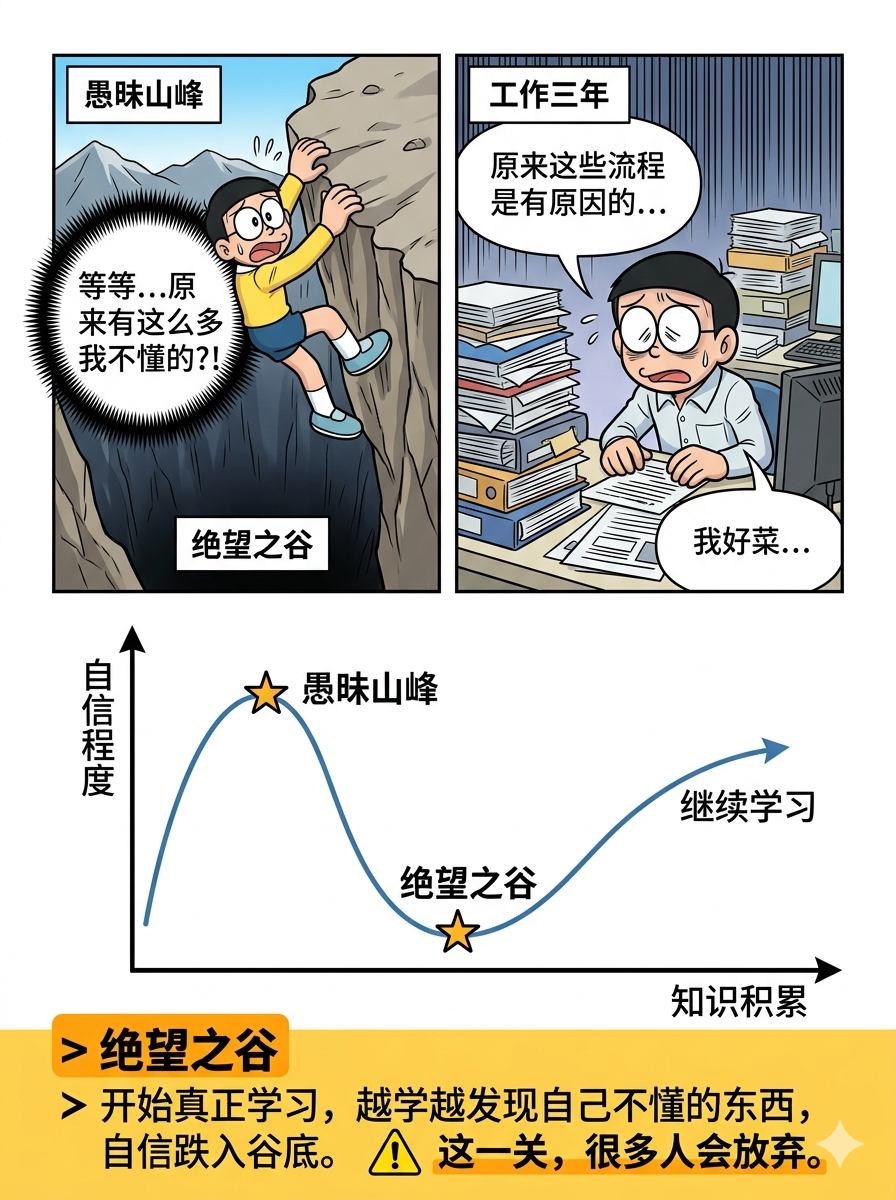 愚昧山峰
等等…原
来有这么多
我不懂的?!
绝望之谷
工作三年
原来这些流程
是有原因的…
我好菜…
自信程度
愚昧山峰
绝望之谷
继续学习
知识积累
> 绝望之谷
> 开始真正学习，越学越发现自己不懂的东西，
自信跌入谷底。 ⚠️ 这一关，很多人会放弃。